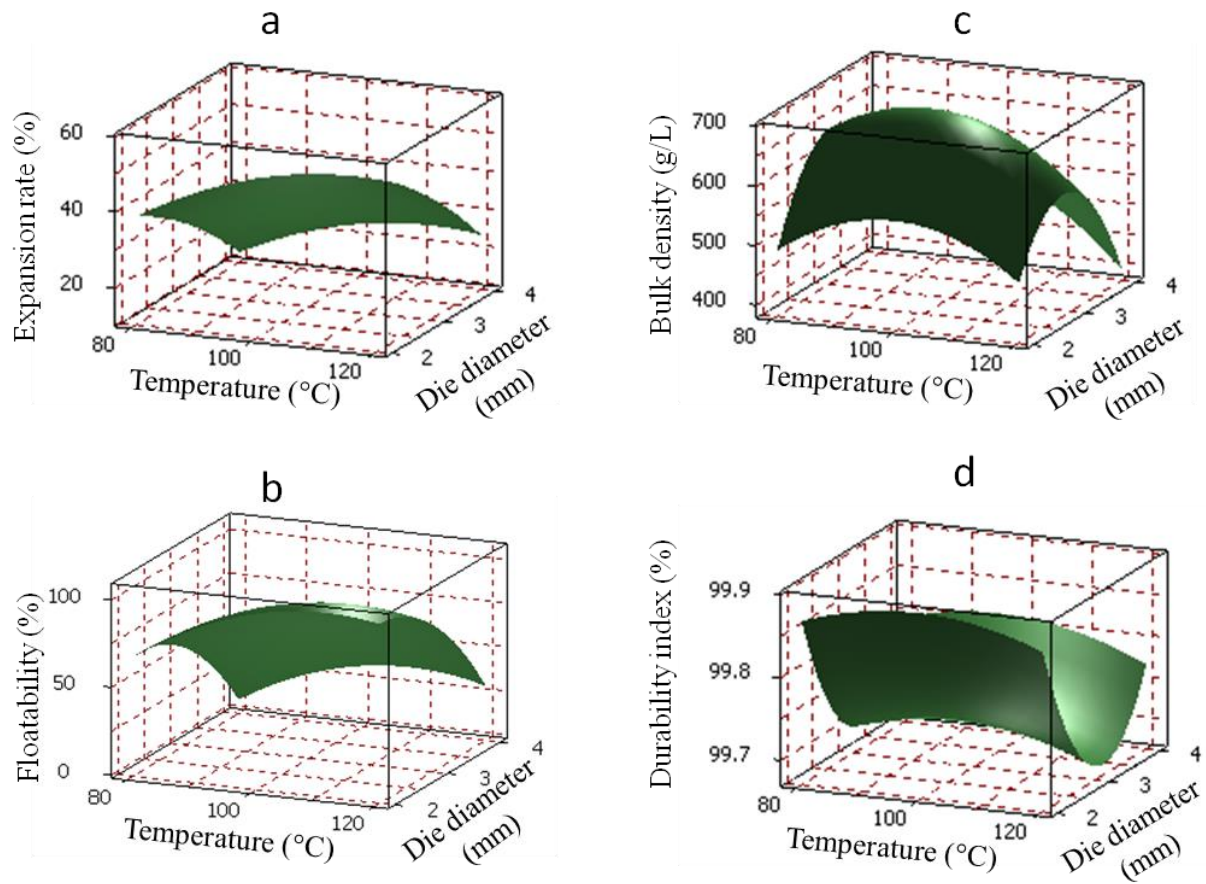 a
Expansion rate (%)
60
40
20
80
100
120
2
3
4
Temperature (°C)
Die diameter
(mm)
c
Bulk density (g/L)
700
600
500
400
80
100
120
2
3
4
Temperature (°C)
Die diameter
(mm)
b
Floatability (%)
100
50
0
80
100
120
2
3
4
Temperature (°C)
Die diameter
(mm)
d
Durability index (%)
99.9
99.8
99.7
80
100
120
2
3
4
Temperature (°C)
Die diameter
(mm)